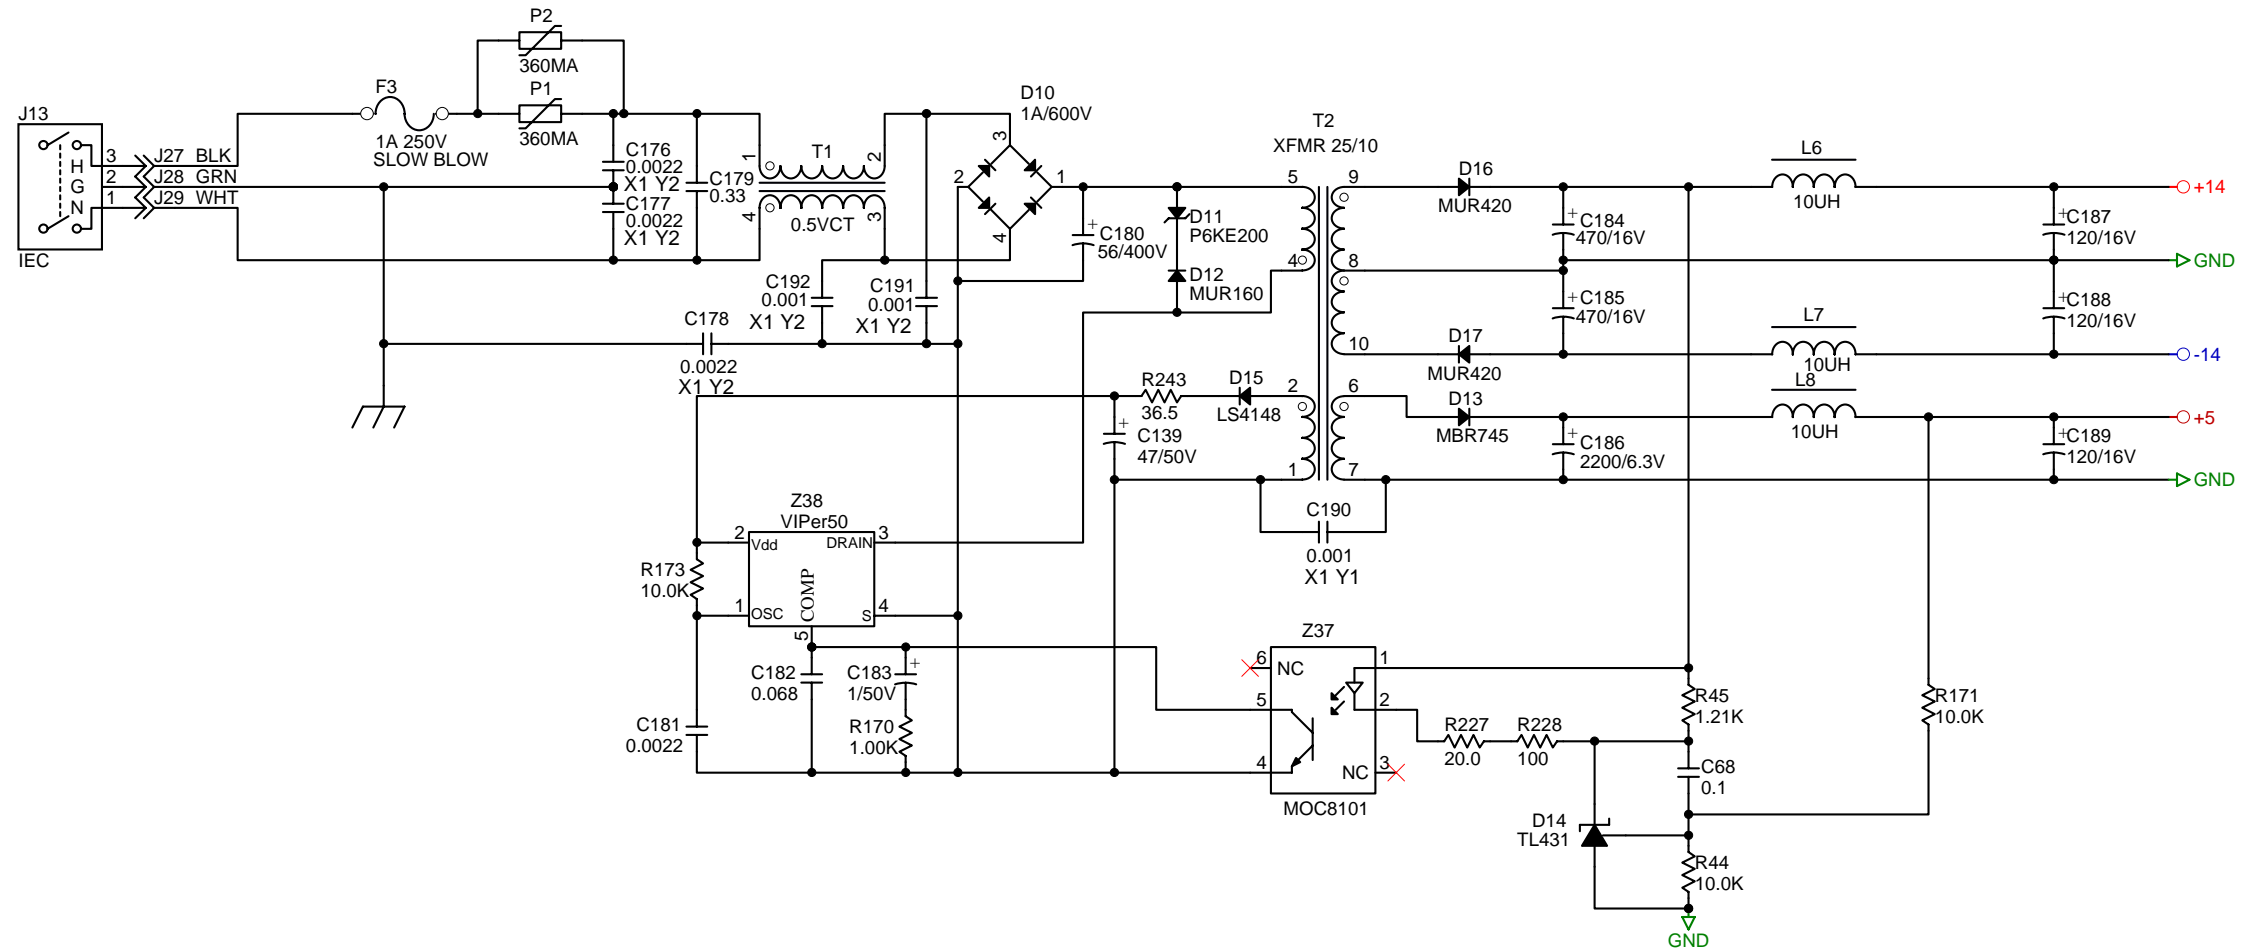 P2
360MA
P1
360MA
F3
1A 250V
SLOW BLOW
J13
H
G
N
3
2
1
IEC
J27 BLK
J28 GRN
J29 WHT
C176
0.0022
X1 Y2
C177
0.0022
X1 Y2
C179
0.33
T1
1
2
4
3
0.5VCT
D10
1A/600V
3
2
1
4
C180
+
56/400V
C192
0.001
X1 Y2
C191
0.001
X1 Y2
C178
0.0022
X1 Y2
D11
P6KE200
D12
MUR160
T2
XFMR 25/10
5
4
2
1
9
8
10
6
7
D16
MUR420
D17
MUR420
D13
MBR745
+
C184
470/16V
+
C185
470/16V
+
C186
2200/6.3V
L6
10UH
L7
10UH
L8
10UH
+
C187
120/16V
+
C188
120/16V
+
C189
120/16V
+14
GND
-14
+5
GND
R243
36.5
D15
LS4148
+
C139
47/50V
C190
0.001
X1 Y1
Z38
VIPer50
2
Vdd
DRAIN
3
1
OSC
COMP
S
4
5
R173
10.0K
C181
0.0022
C182
0.068
C183
+
1/50V
R170
1.00K
Z37
6
NC
1
5
2
4
NC
3
MOC8101
R227
20.0
R228
100
R45
1.21K
C68
0.1
R171
10.0K
D14
TL431
R44
10.0K
GND